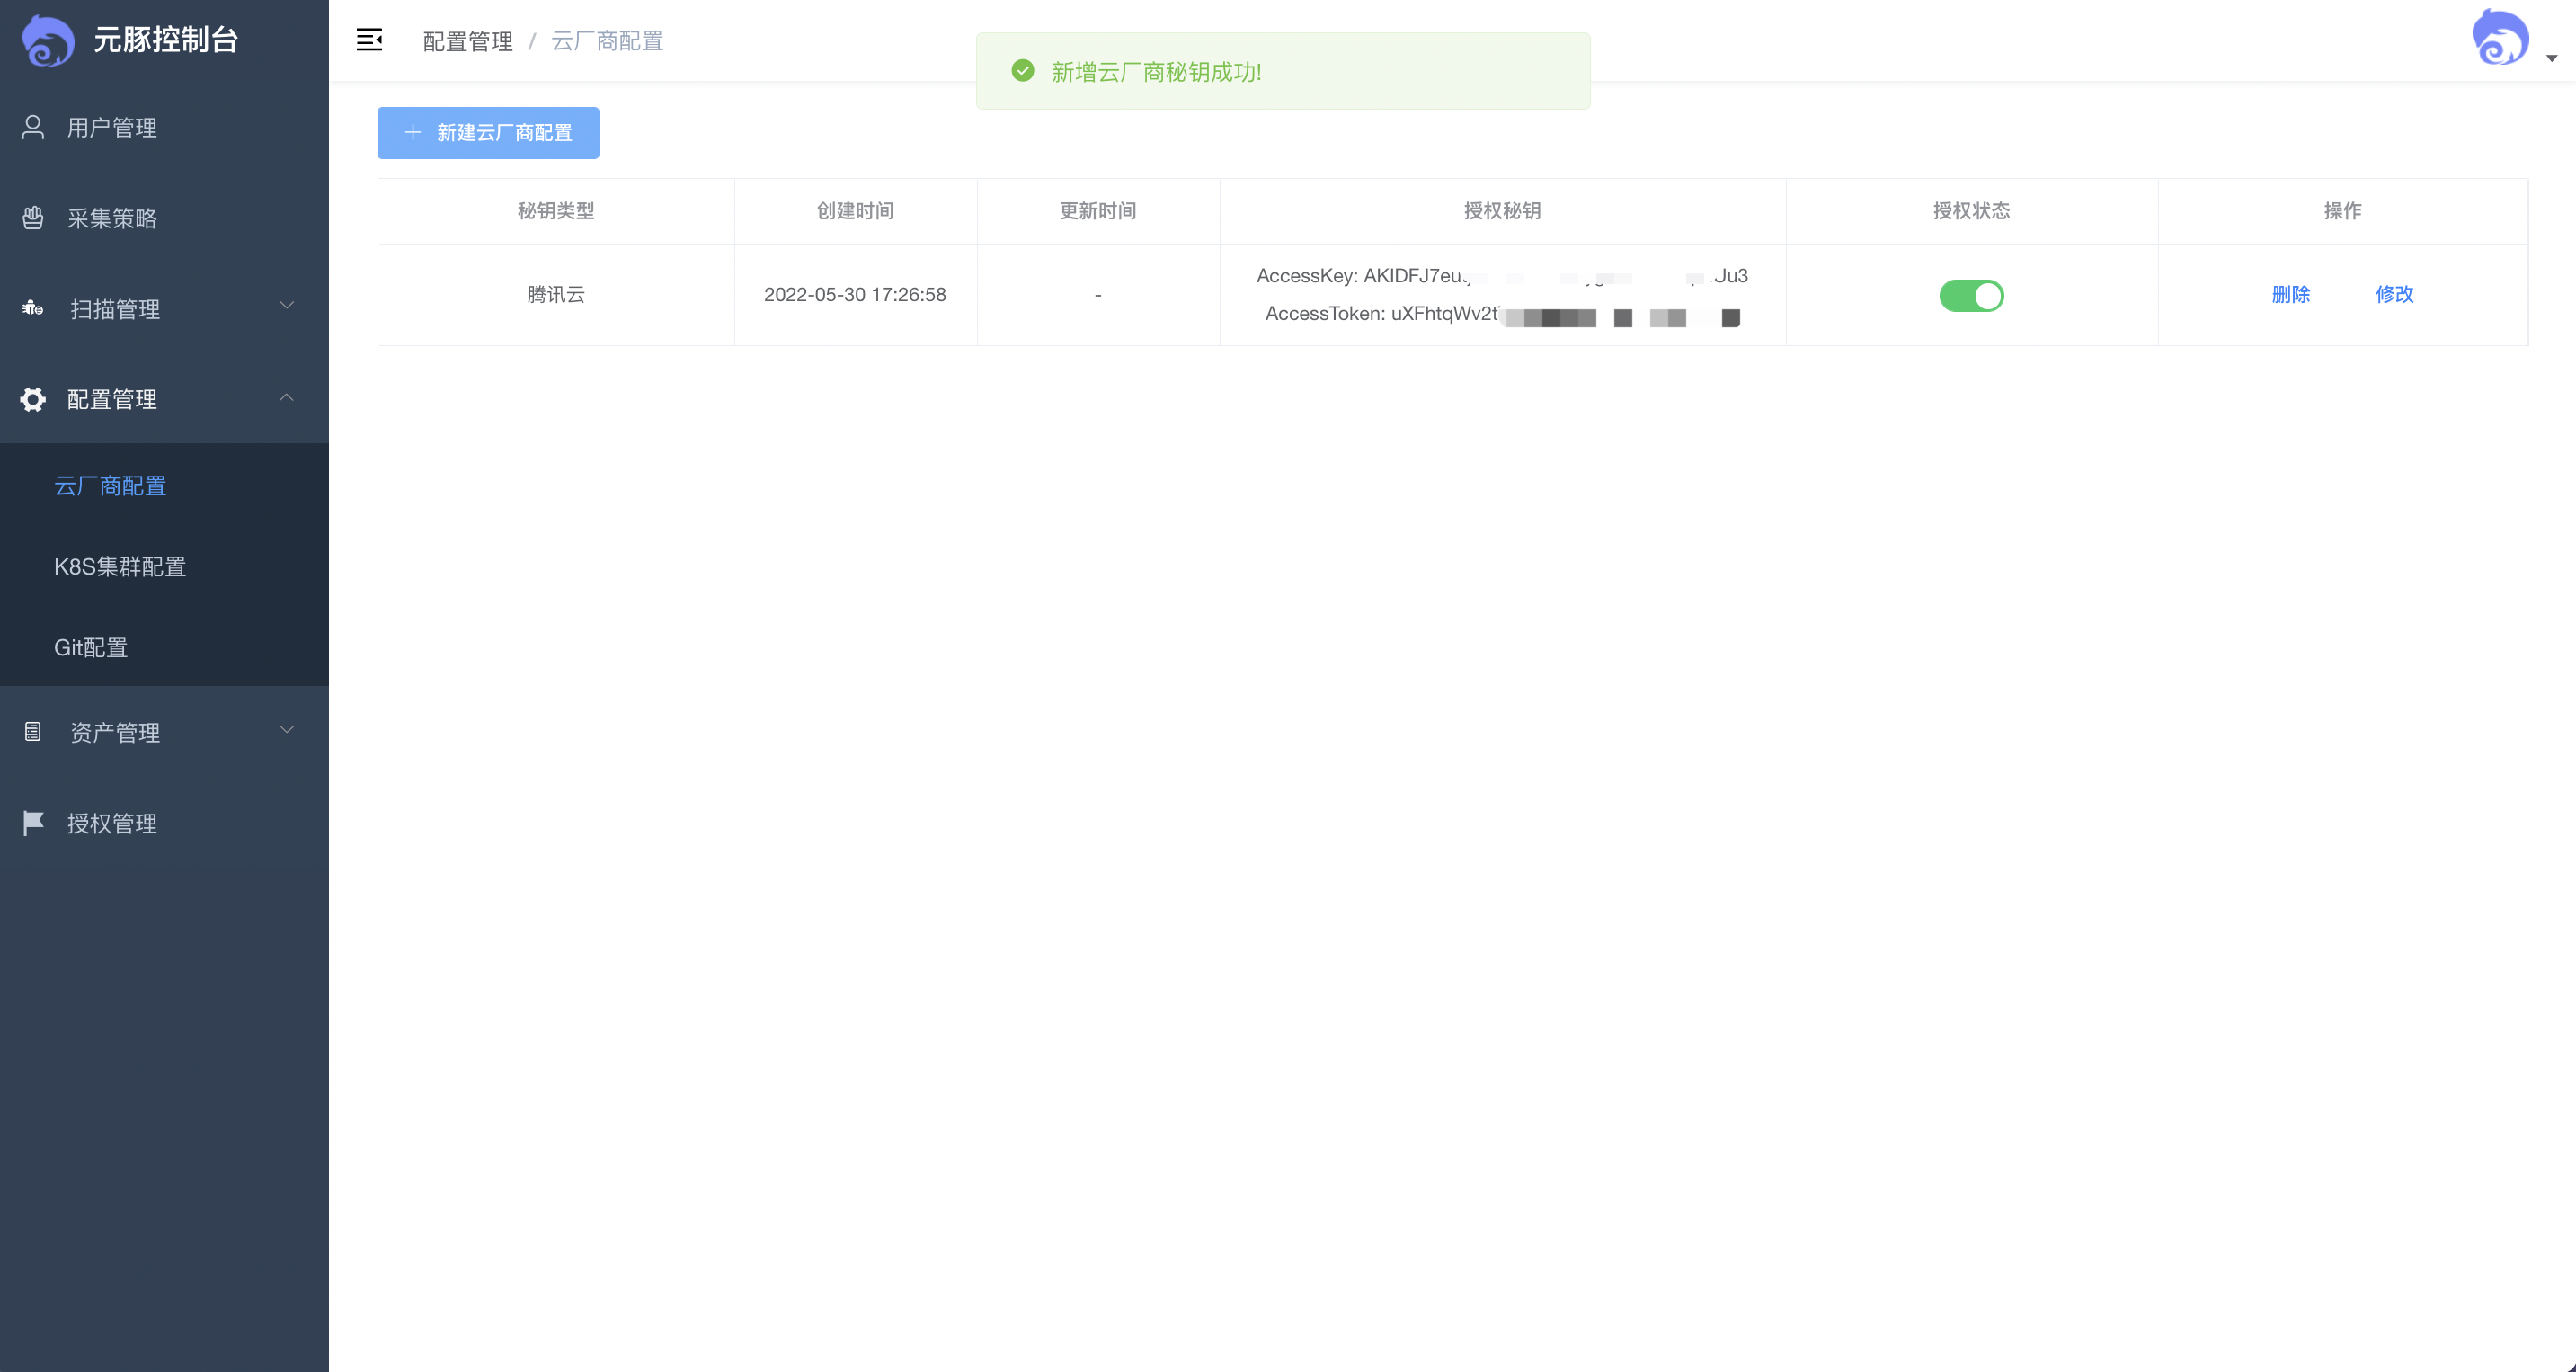 元豚控制台
用户管理
采集策略
扫描管理
配置管理
云厂商配置
K8S集群配置
Git配置
资产管理
授权管理
配置管理 / 云厂商配置
新增云厂商秘钥成功!
新建云厂商配置
秘钥类型 创建时间 更新时间 授权秘钥 授权状态 操作
腾讯云 2022-05-30 17:26:58 - AccessKey: AKIDFJ7eu Ju3 删除 修改
AccessToken: uXFhtqWv2t